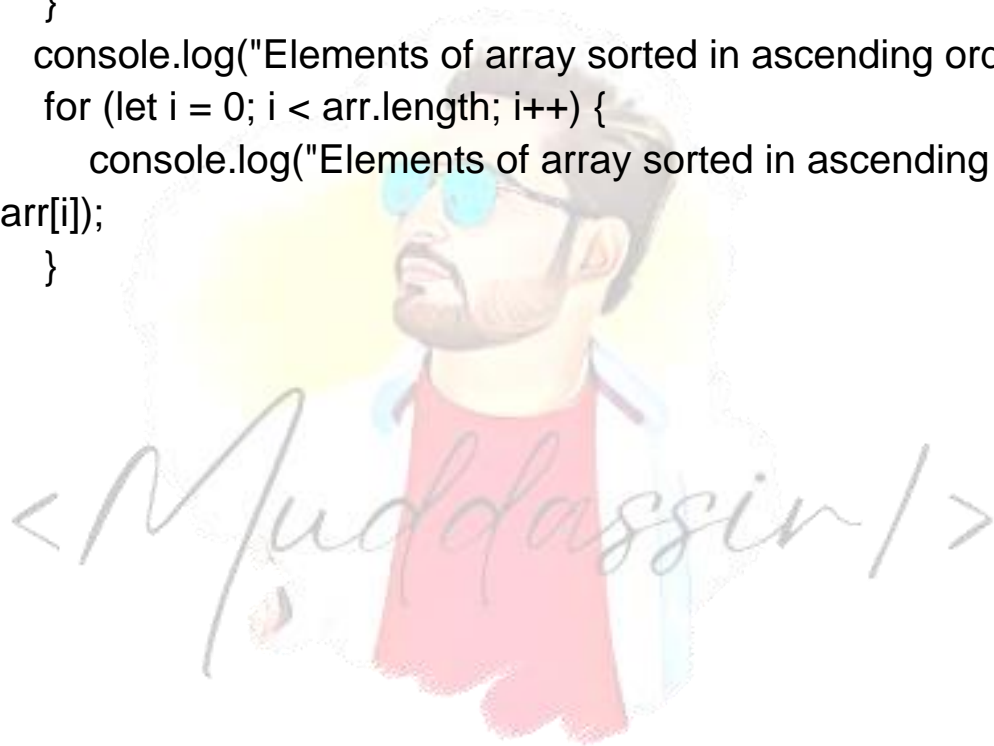 }
console.log("Elements of array sorted in ascending
for (let i = 0; i < arr.length; i++) {
console.log("Elements of array sorted in ascending
arr[i]);
}
<Muddassir/>